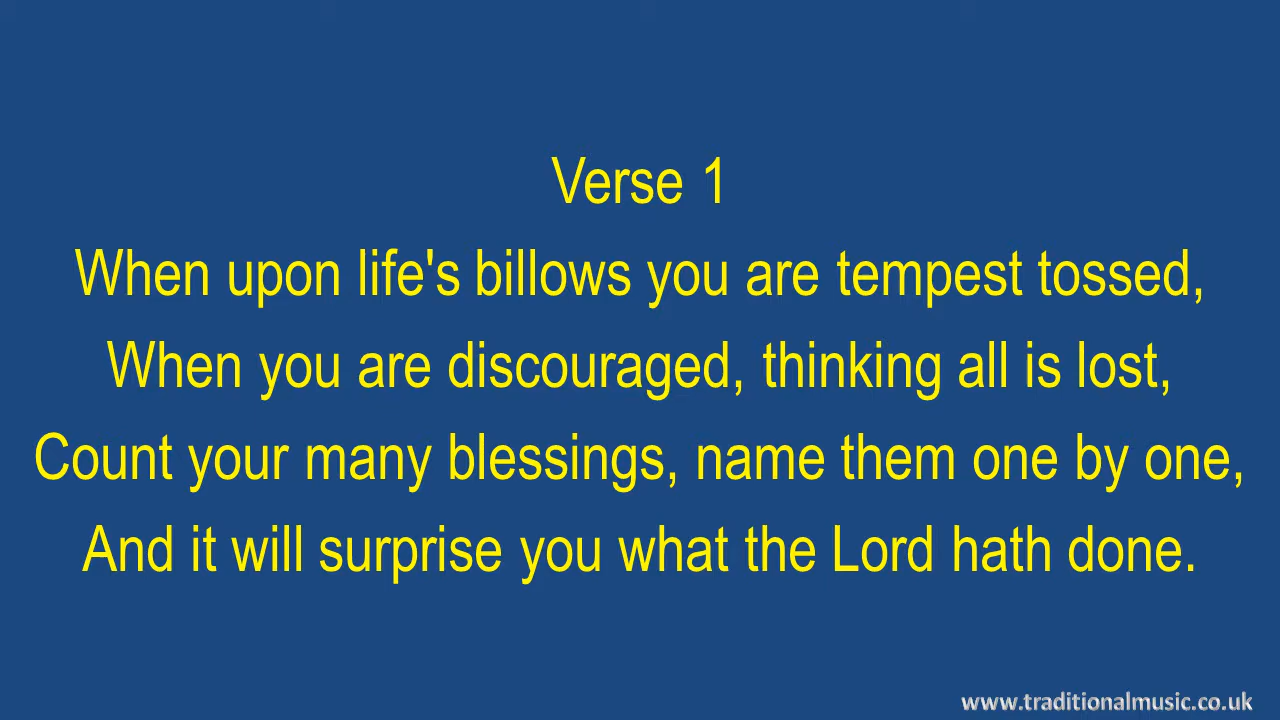 Verse 1
When upon life's billows you are tempest tossed,
When you are discouraged, thinking all is lost,
Count your many blessings, name them one by one,
And it will surprise you what the Lord hath done.
www.traditionalmusic.co.uk